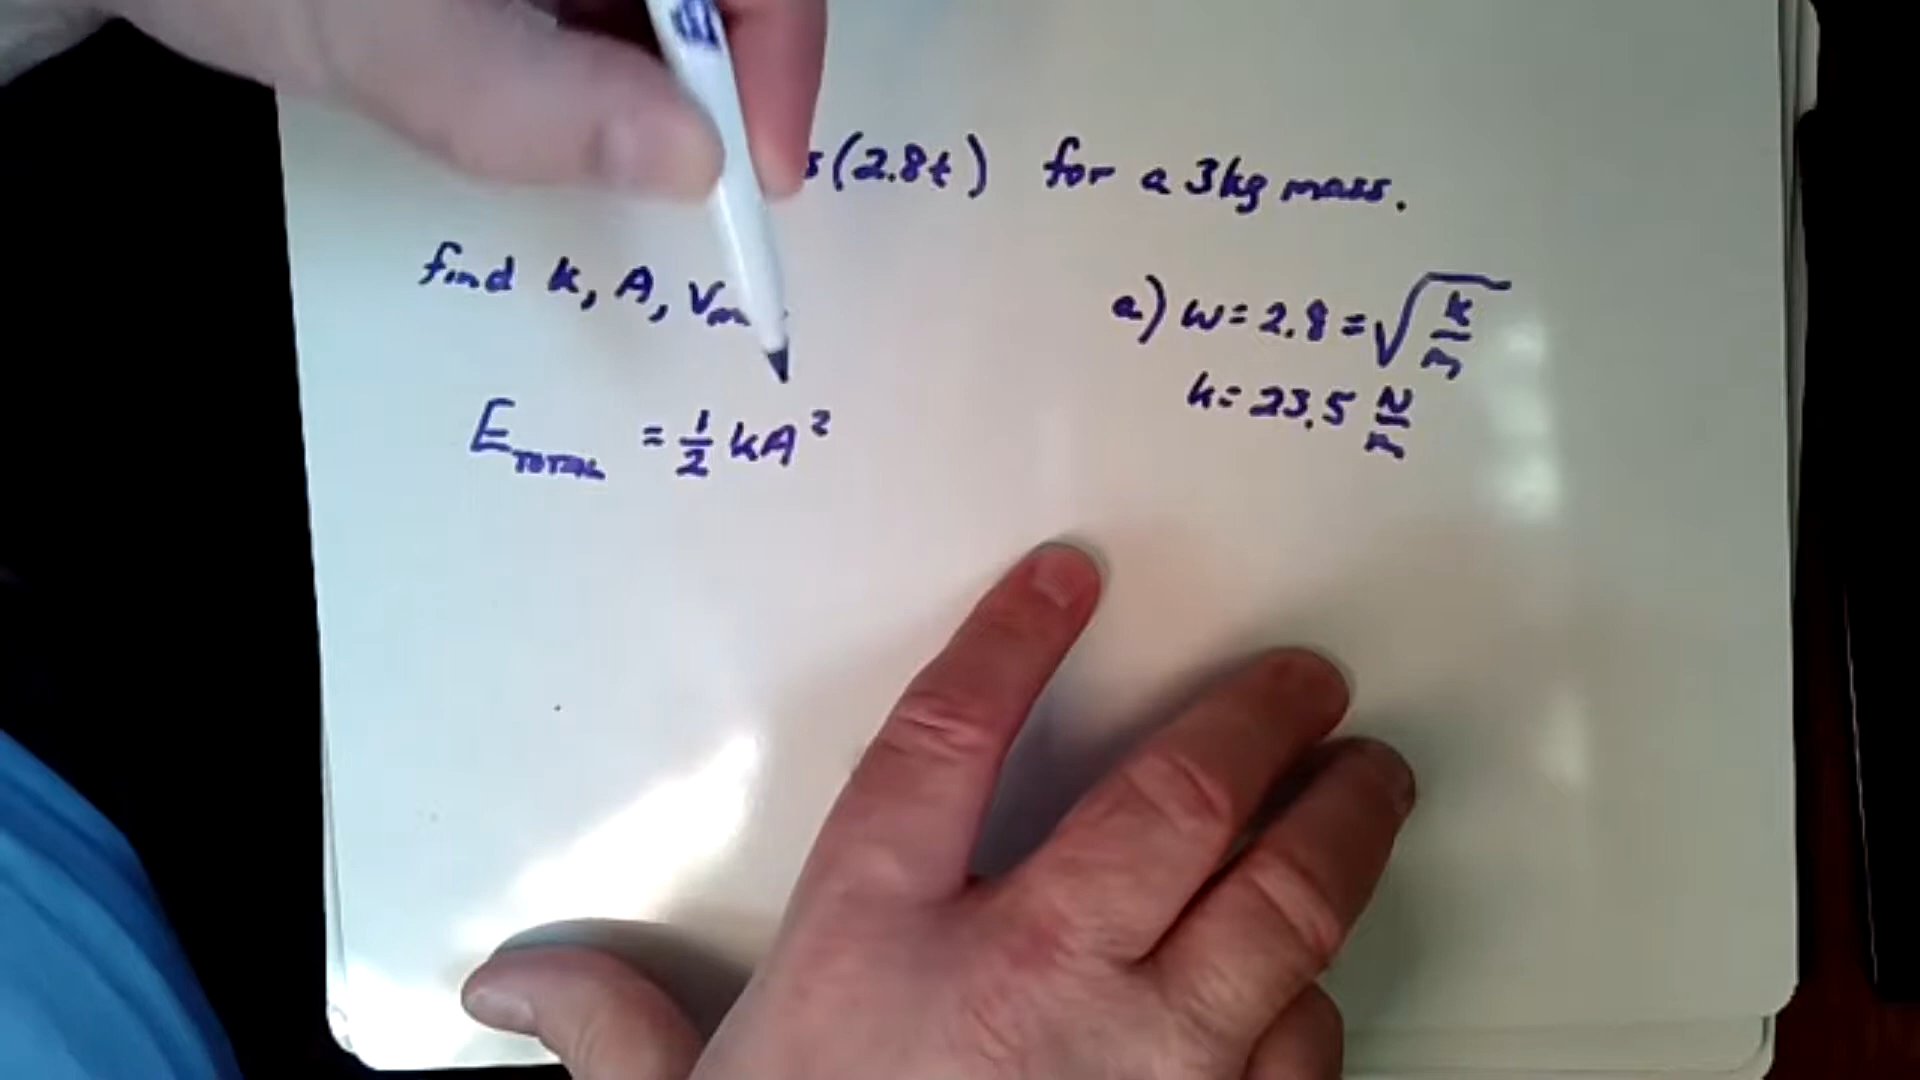 (2.8t) for a 3kg mass.
find k, A,
a) ω = 2.8 = √(k/m)
k = 23.5 N/m
E_TOTAL = 1/2 kA²